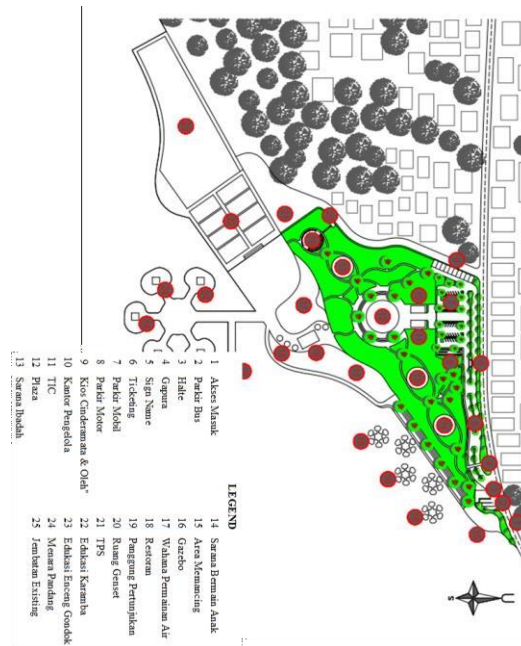 LEGEND
1 Akses Masuk
2 Parkir Bus
3 Halte
4 Gapura
5 Sign Name
6 Ticketing
7 Parkir Mobil
8 Parkir Motor
9 Kios Cinderamata & Oleh"
10 Kantor Pengelola
11 TIC
12 Plaza
13 Sarana Ibadah
14 Sarana Bermain Anak
15 Area Memancing
16 Gazebo
17 Wahana Permainan Air
18 Restoran
19 Panggung Pertunjukan
20 Ruang Genset
21 TPS
22 Edukasi Karamba
23 Edukasi Enceng Gondok
24 Menara Pandang
25 Jembatan Existing
U
S